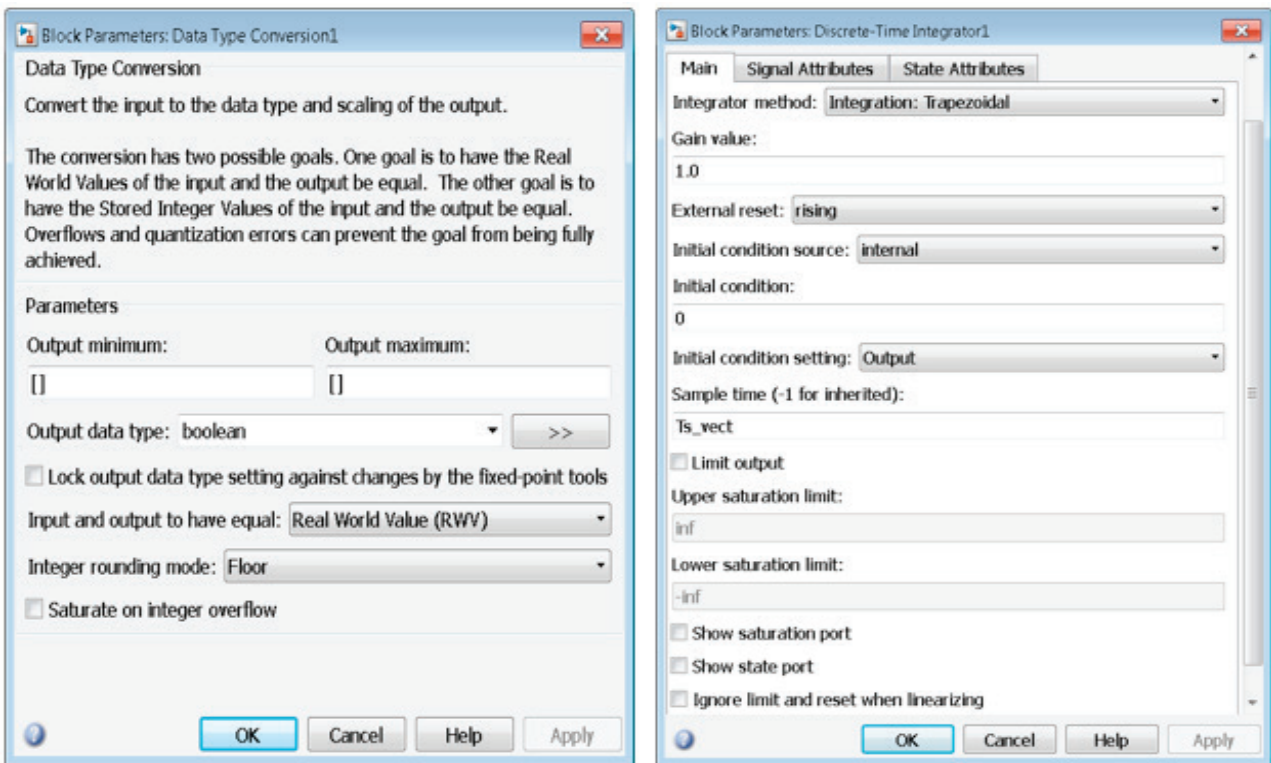 Block Parameters: Data Type Conversion1
Data Type Conversion
Convert the input to the data type and scaling of the output.
The conversion has two possible goals. One goal is to have the Real
World Values of the input and the output be equal. The other goal is to
have the Stored Integer Values of the input and the output be equal.
Overflows and quantization errors can prevent the goal from being fully
achieved.
Parameters
Output minimum: Output maximum:
[] []
Output data type: boolean >>
Lock output data type setting against changes by the fixed-point tools
Input and output to have equal: Real World Value (RWV)
Integer rounding mode: Floor
Saturate on integer overflow
OK Cancel Help Apply
Block Parameters: Discrete-Time Integrator1
Main Signal Attributes State Attributes
Integrator method: Integration: Trapezoidal
Gain value:
1.0
External reset: rising
Initial condition source: internal
Initial condition:
0
Initial condition setting: Output
Sample time (-1 for inherited):
Ts_vect
Limit output
Upper saturation limit:
inf
Lower saturation limit:
-inf
Show saturation port
Show state port
Ignore limit and reset when linearizing
OK Cancel Help Apply